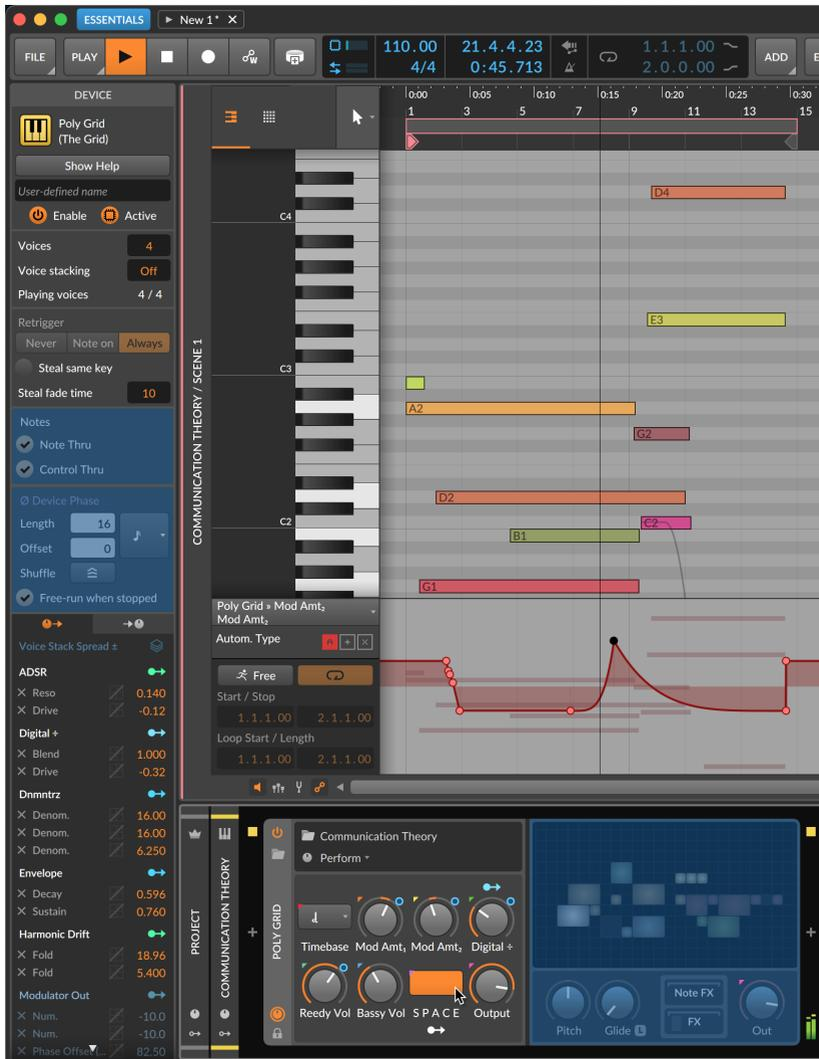 ESSENTIALS
New 1*
FILE
PLAY
110.00
4/4
21.4.4.23
0:45.713
1.1.1.00
2.0.0.00
ADD
E
DEVICE
Poly Grid
(The Grid)
Show Help
User-defined name
Enable
Active
Voices 4
Voice stacking Off
Playing voices 4 / 4
Retrigger
Never Note on Always
Steal same key
Steal fade time 10
Notes
Note Thru
Control Thru
Ø Device Phase
Length 16
Offset 0
Shuffle
Free-run when stopped
Voice Stack Spread ±
ADSR
Reso 0.140
Drive -0.12
Digital ÷
Blend 1.000
Drive -0.32
Dnmntrz
Denom. 16.00
Denom. 16.00
Denom. 6.250
Envelope
Decay 0.596
Sustain 0.760
Harmonic Drift
Fold 18.96
Fold 5.400
Modulator Out
Num. -10.0
Num. -10.0
Phase Offset (... 82.50
COMMUNICATION THEORY / SCENE 1
0:00 0:05 0:10 0:15 0:20 0:25 0:30
1 3 5 7 9 11 13 15
C4
C3
C2
D4
E3
A2
G2
D2
C2
B1
G1
Poly Grid » Mod Amt₂
Mod Amt₂
Autom. Type
A
Free
Start / Stop
1.1.1.00 2.1.1.00
Loop Start / Length
1.1.1.00 2.1.1.00
PROJECT
COMMUNICATION THEORY
POLY GRID
Communication Theory
Perform
Timebase Mod Amt₁ Mod Amt₂ Digital ÷
Reedy Vol Bassy Vol S P A C E Output
Pitch
Glide L
Note FX
FX
Out